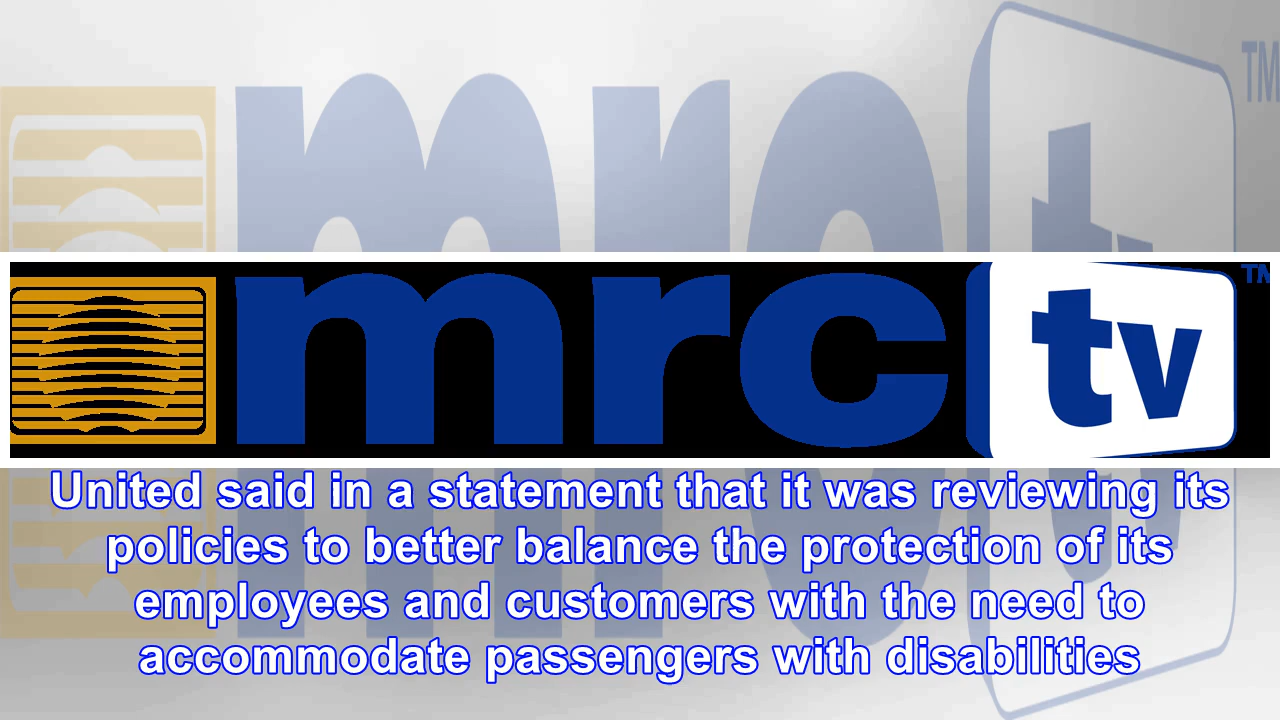 mrc tv TM
United said in a statement that it was reviewing its
policies to better balance the protection of its
employees and customers with the need to
accommodate passengers with disabilities